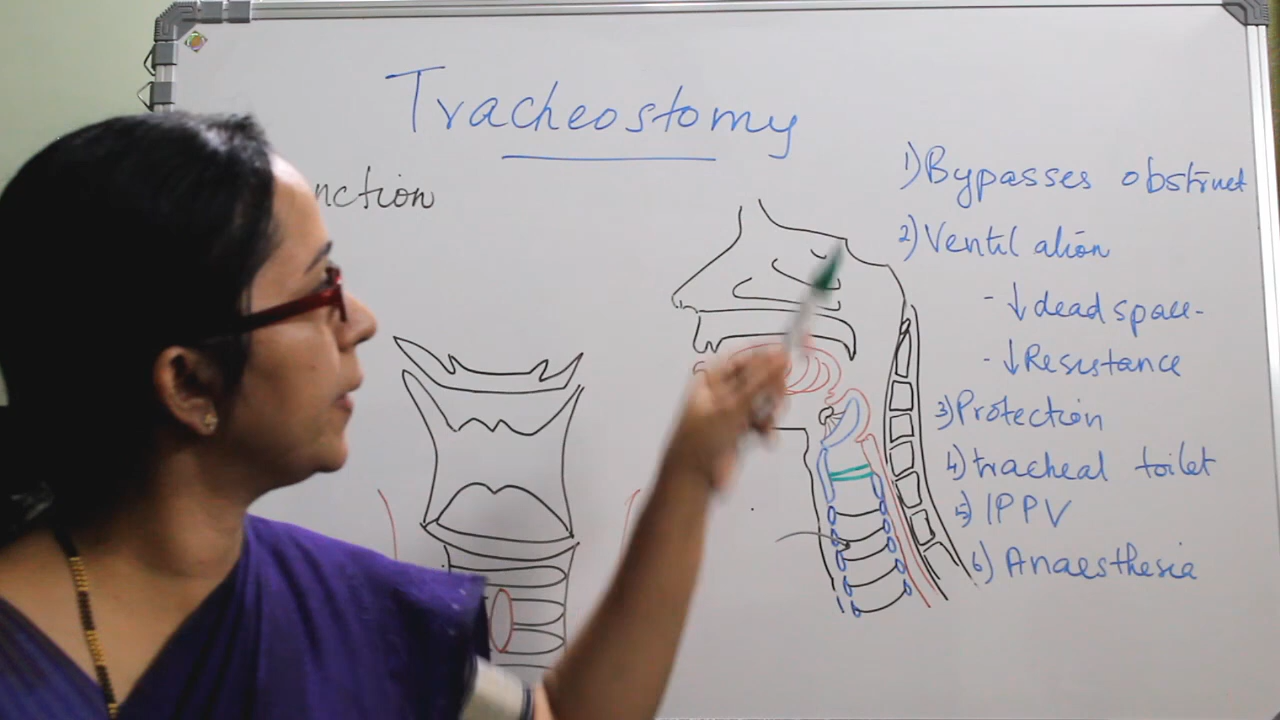 Tracheostomy
nction
1) Bypasses obstruct
2) Ventilation
- ↓ dead space-
- ↓ Resistance
3) Protection
4) tracheal toilet
5) IPPV
6) Anaesthesia